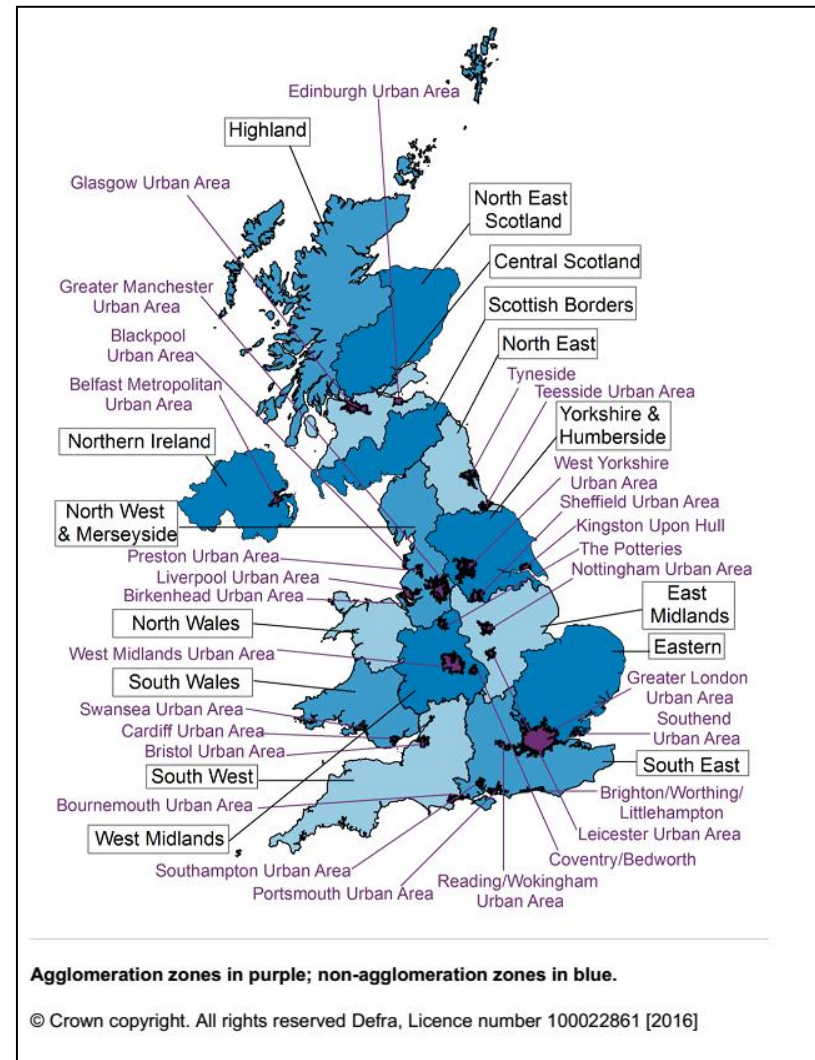 Edinburgh Urban Area
Highland
Glasgow Urban Area
North East
Scotland
Central Scotland
Greater Manchester
Urban Area
Scottish Borders
Blackpool
Urban Area
North East
Belfast Metropolitan
Urban Area
Tyneside
Teesside Urban Area
Yorkshire &
Humberside
Northern Ireland
West Yorkshire
Urban Area
Sheffield Urban Area
North West
& Merseyside
Kingston Upon Hull
The Potteries
Preston Urban Area
Nottingham Urban Area
Liverpool Urban Area
Birkenhead Urban Area
East
Midlands
North Wales
Eastern
West Midlands Urban Area
Greater London
Urban Area
South Wales
Southend
Urban Area
Swansea Urban Area
Cardiff Urban Area
Bristol Urban Area
South East
South West
Brighton/Worthing/
Littlehampton
Bournemouth Urban Area
Leicester Urban Area
West Midlands
Coventry/Bedworth
Southampton Urban Area
Reading/Wokingham
Urban Area
Portsmouth Urban Area
Agglomeration zones in purple; non-agglomeration zones in blue.
© Crown copyright. All rights reserved Defra, Licence number 100022861 [2016]